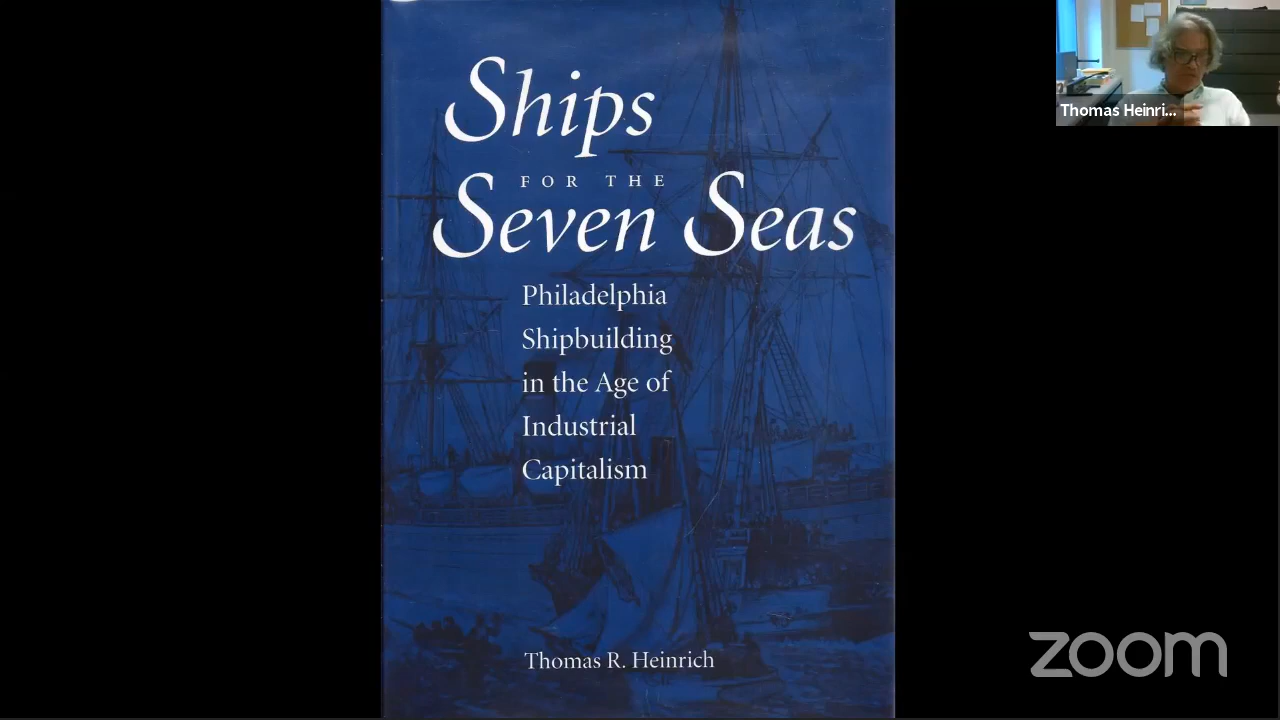 Ships
FOR THE
Seven Seas
Philadelphia
Shipbuilding
in the Age of
Industrial
Capitalism
Thomas R. Heinrich
Thomas Heinri...
zoom